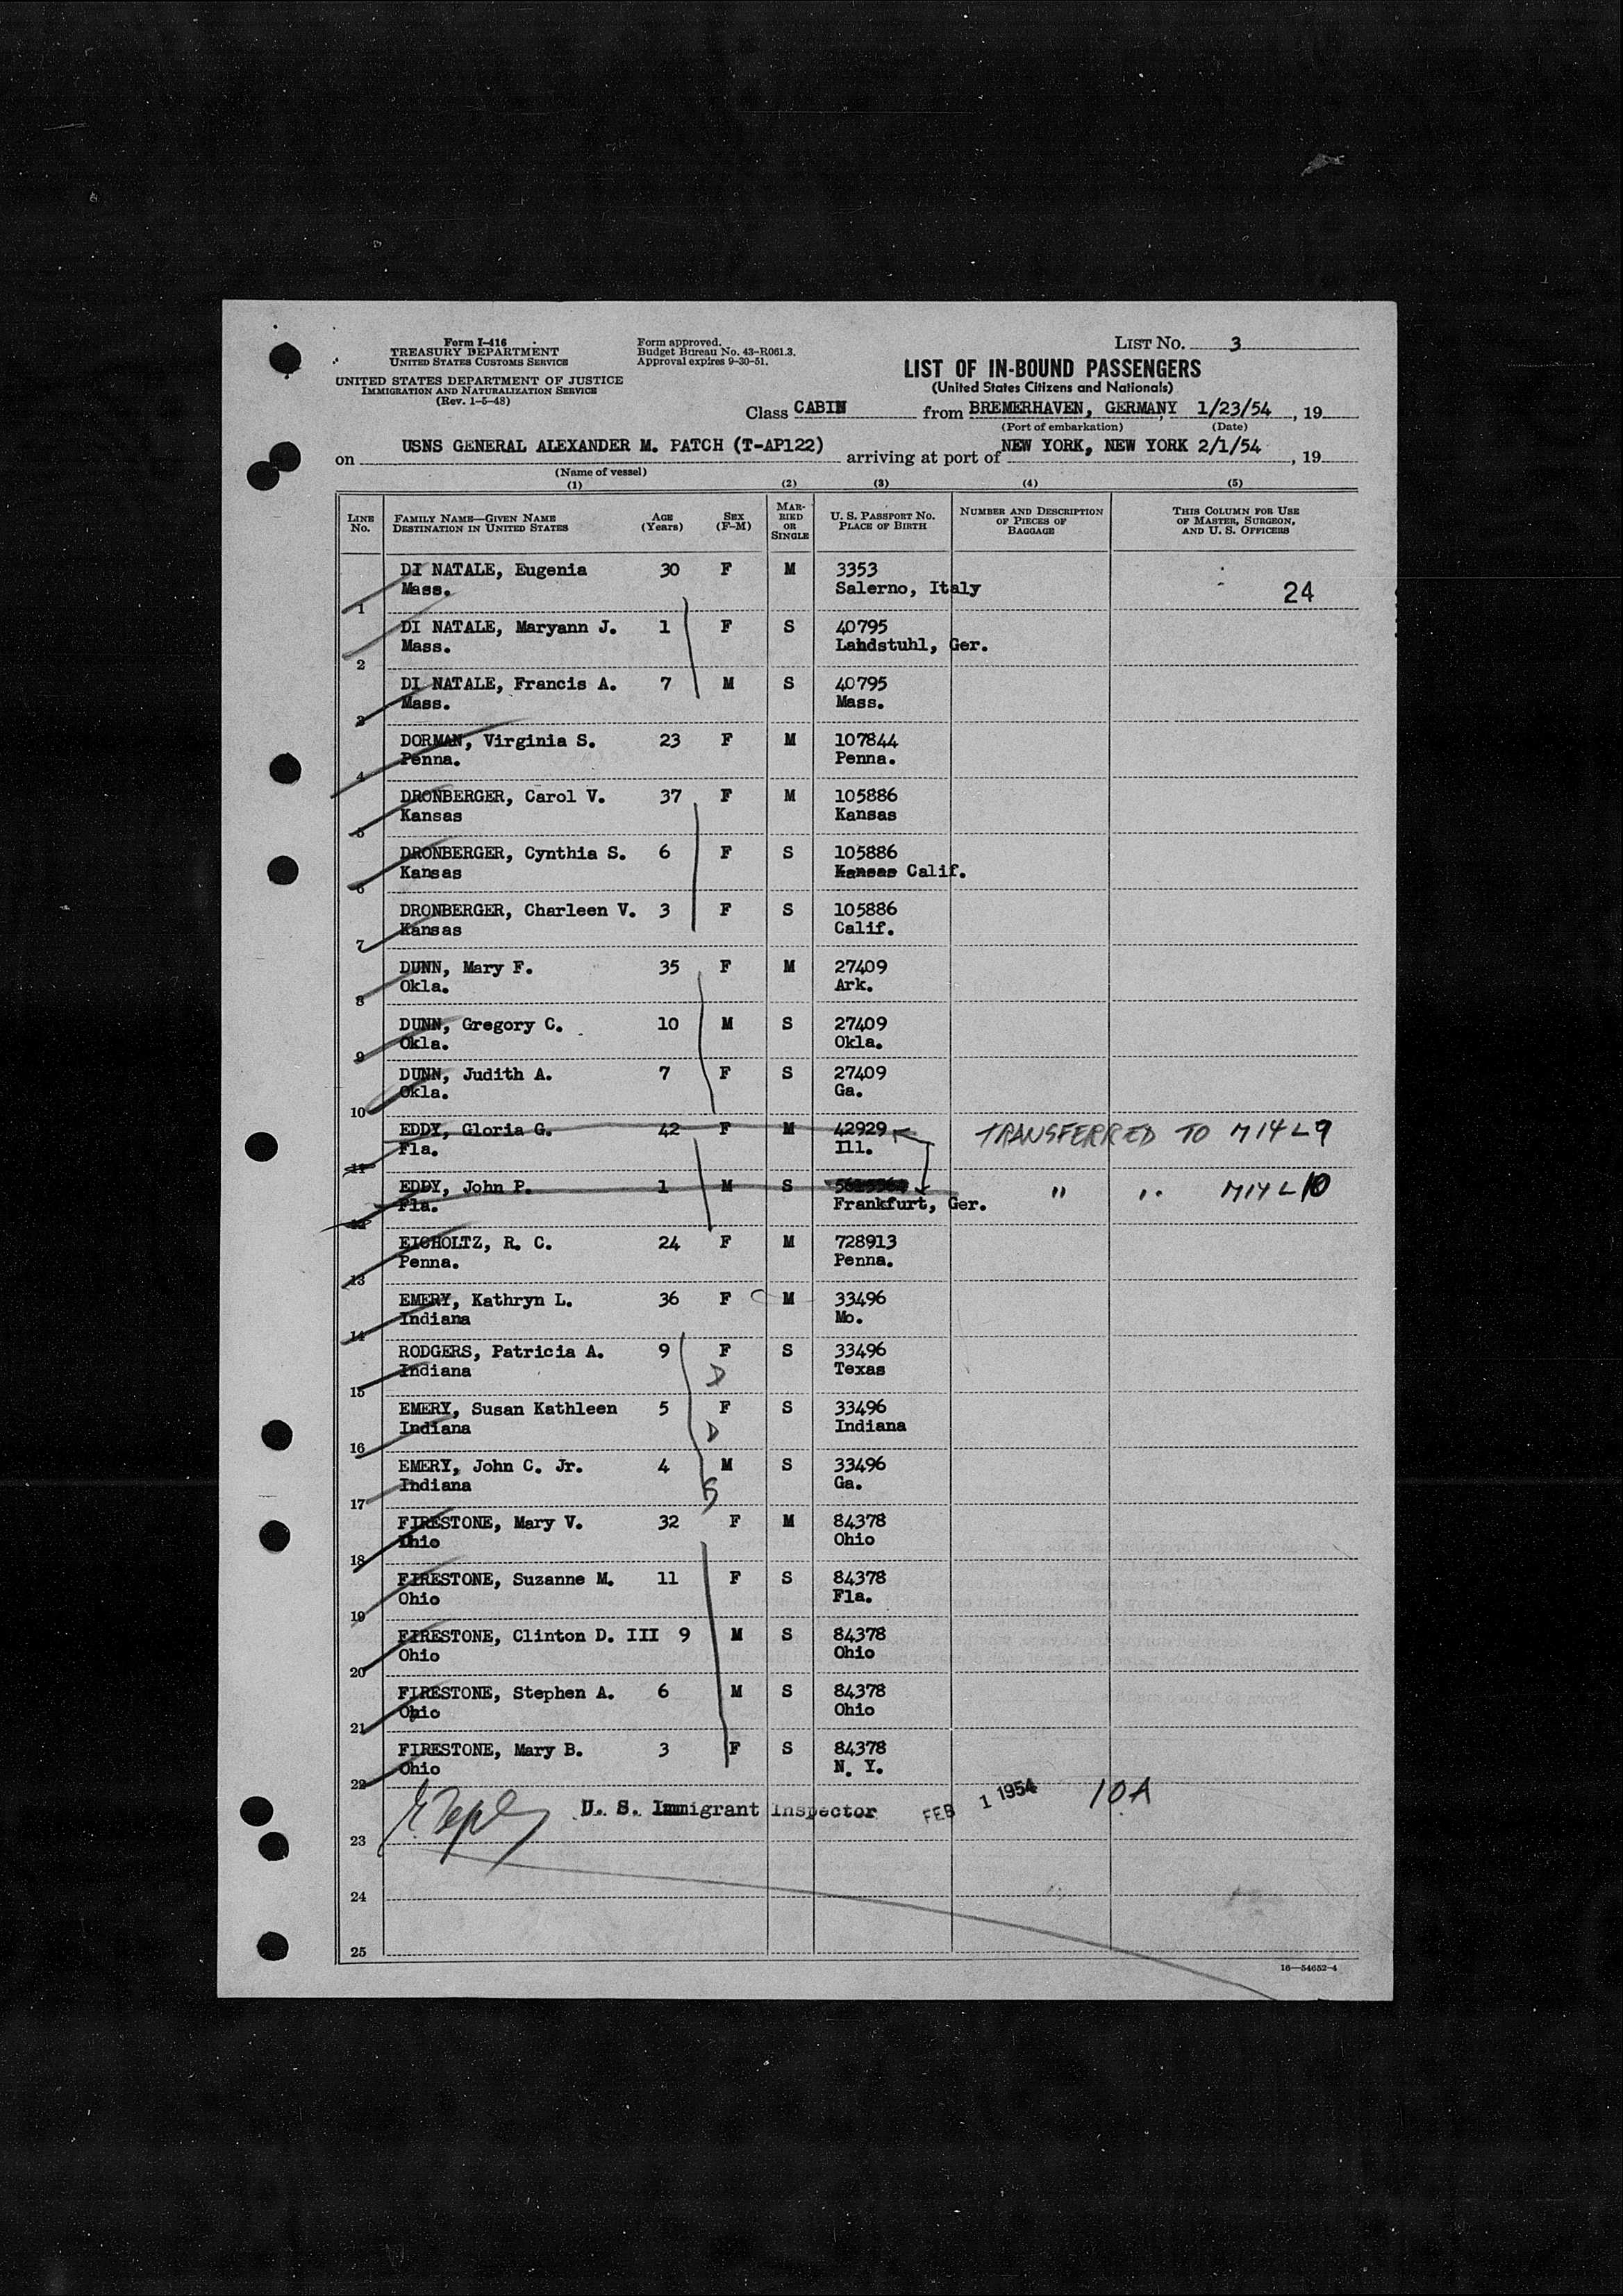 Form I-416
TREASURY DEPARTMENT
UNITED STATES CUSTOMS SERVICE
UNITED STATES DEPARTMENT OF JUSTICE
IMMIGRATION AND NATURALIZATION SERVICE
(Rev. 1-5-48)
Form approved.
Budget Bureau No. 43-R061.3.
Approval expires 9-30-51.
LIST NO. 3
LIST OF IN-BOUND PASSENGERS
(United States Citizens and Nationals)
Class CABIN from BREMERHAVEN, GERMANY 1/23/54, 19
(Port of embarkation) (Date)
on USNS GENERAL ALEXANDER M. PATCH (T-AP122) arriving at port of NEW YORK, NEW YORK 2/1/54, 19
(Name of vessel)
(1) (2) (3) (4) (5)
LINE NO. FAMILY NAME—GIVEN NAME DESTINATION IN UNITED STATES AGE (Years) SEX (F-M) MARRIED OR SINGLE U. S. PASSPORT NO. PLACE OF BIRTH NUMBER AND DESCRIPTION OF PIECES OF BAGGAGE THIS COLUMN FOR USE OF MASTER, SURGEON, AND U. S. OFFICERS
DI NATALE, Eugenia 30 F M 3353
1 Mass. Salerno, Italy 24
DI NATALE, Maryann J. 1 F S 40795
2 Mass. Landstuhl, Ger.
DI NATALE, Francis A. 7 M S 40795
3 Mass. Mass.
DORMAN, Virginia S. 23 F M 107844
4 Penna. Penna.
DRONBERGER, Carol V. 37 F M 105886
5 Kansas Kansas
DRONBERGER, Cynthia S. 6 F S 105886
6 Kansas Kansas Calif.
DRONBERGER, Charleen V. 3 F S 105886
7 Kansas Calif.
DUNN, Mary F. 35 F M 27409
8 Okla. Ark.
DUNN, Gregory C. 10 M S 27409
9 Okla. Okla.
DUNN, Judith A. 7 F S 27409
10 Okla. Ga.
EDDY, Gloria G. 42 F M 42929 TRANSFERRED TO M14 L 9
11 Fla. Ill.
EDDY, John P. 1 M S " " M14 L 10
12 Fla. Frankfurt, Ger.
EICHOLTZ, R. C. 24 F M 728913
13 Penna. Penna.
EMERY, Kathryn L. 36 F M 33496
14 Indiana Mo.
RODGERS, Patricia A. 9 F S 33496
15 Indiana D Texas
EMERY, Susan Kathleen 5 F S 33496
16 Indiana D Indiana
EMERY, John C. Jr. 4 M S 33496
17 Indiana Ga.
FIRESTONE, Mary V. 32 F M 84378
18 Ohio Ohio
FIRESTONE, Suzanne M. 11 F S 84378
19 Ohio Fla.
FIRESTONE, Clinton D. III 9 M S 84378
20 Ohio Ohio
FIRESTONE, Stephen A. 6 M S 84378
21 Ohio Ohio
FIRESTONE, Mary B. 3 F S 84378
22 Ohio N. Y.
U. S. Immigrant Inspector FEB 1 1954 10A
23
24
25
16—54652-4